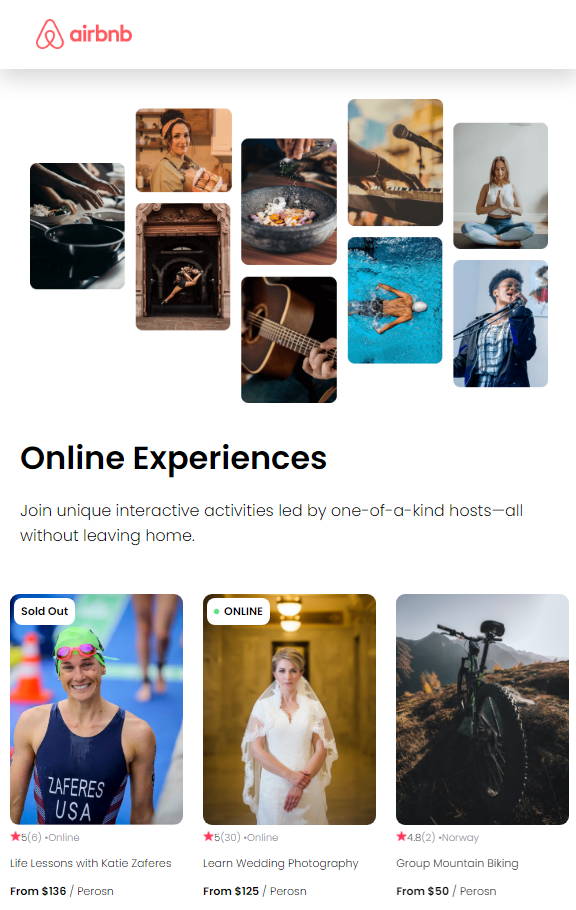 airbnb
Online Experiences
Join unique interactive activities led by one-of-a-kind hosts—all
without leaving home.
Sold Out
ZAFERES
USA
5(6) •Online
Life Lessons with Katie Zaferes
From $136 / Perosn
ONLINE
5(30) •Online
Learn Wedding Photography
From $125 / Perosn
4.8(2) •Norway
Group Mountain Biking
From $50 / Perosn